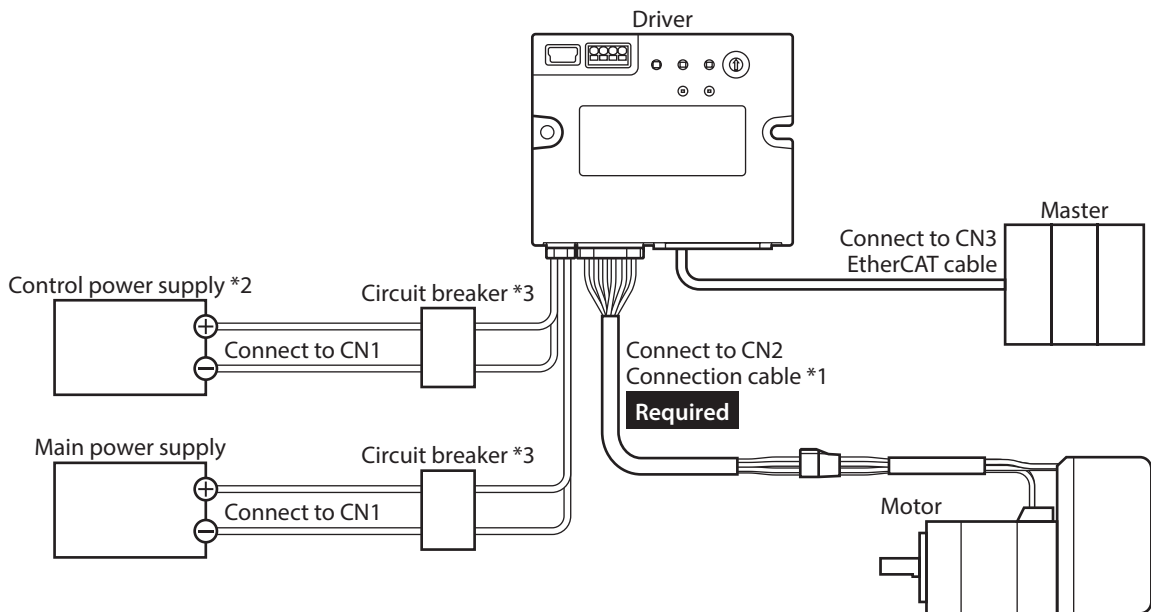 Driver
Master
Connect to CN3
EtherCAT cable
Control power supply *2
Circuit breaker *3
Connect to CN1
Connect to CN2
Connection cable *1
Required
Main power supply
Circuit breaker *3
Connect to CN1
Motor